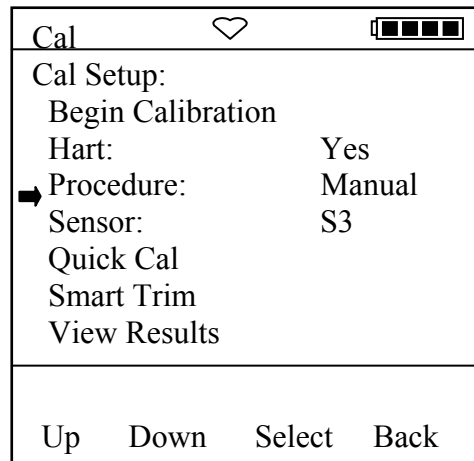 Cal
Cal Setup:
Begin Calibration
Hart: Yes
Procedure: Manual
Sensor: S3
Quick Cal
Smart Trim
View Results
Up Down Select Back